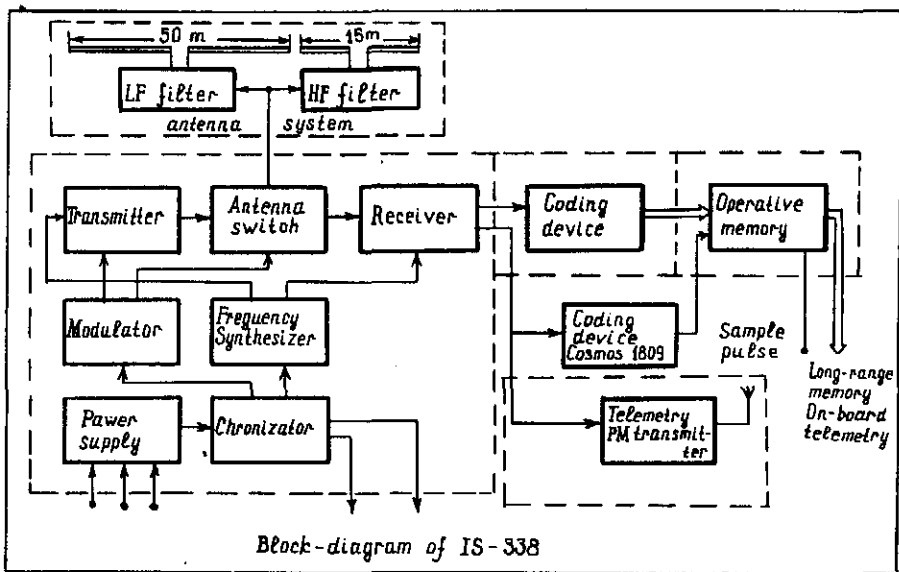 50 m
15m
LF filter
HF filter
antenna system
Transmitter
Antenna
switch
Receiver
Coding
device
Operative
memory
Modulator
Frequency
Synthesizer
Coding
device
Cosmos 1809
Sample
pulse
Long-range
memory
On-board
telemetry
Pawer
supply
Chronizator
Telemetry
PM transmit-
ter
Block-diagram of IS-338